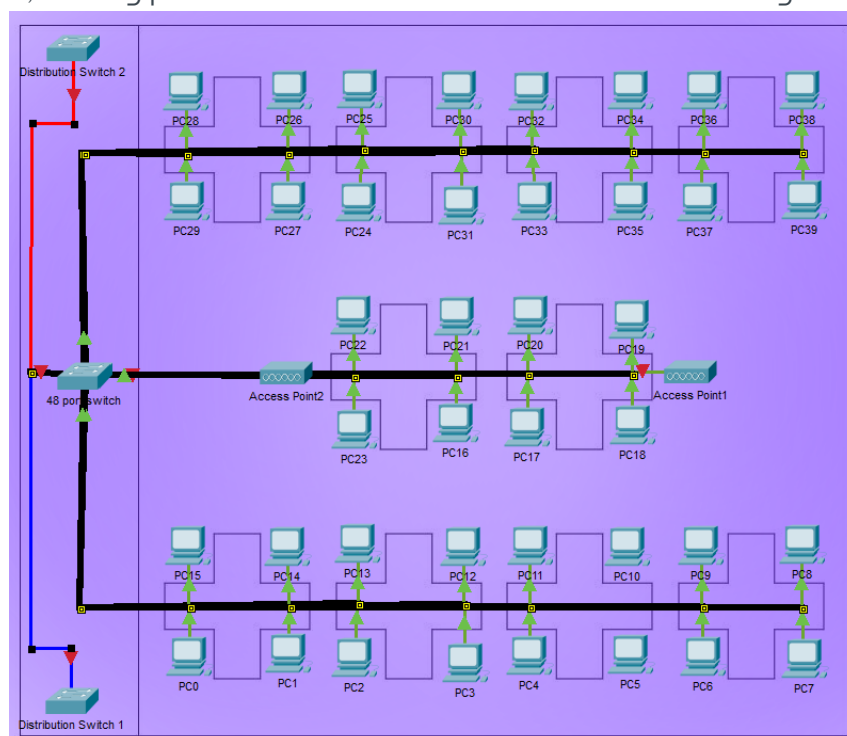 Distribution Switch 2
PC28 PC26 PC25 PC30 PC32 PC34 PC36 PC38
PC29 PC27 PC24 PC31 PC33 PC35 PC37 PC39
PC22 PC21 PC20 PC19
48 port switch Access Point2 Access Point1
PC23 PC16 PC17 PC18
PC15 PC14 PC13 PC12 PC11 PC10 PC9 PC8
PC0 PC1 PC2 PC3 PC4 PC5 PC6 PC7
Distribution Switch 1